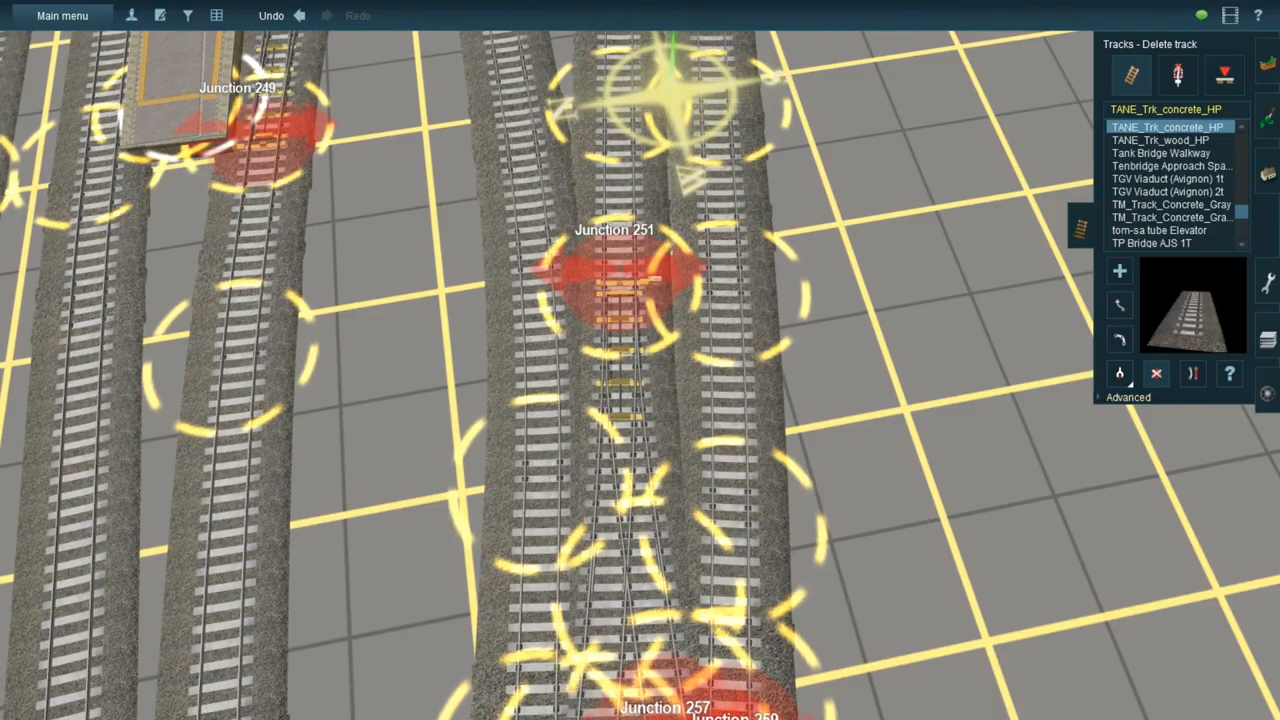 Main menu
Undo
Redo
?
Tracks - Delete track
TANE_Trk_concrete_HP
TANE_Trk_concrete_HP
TANE_Trk_wood_HP
Tank Bridge Walkway
Tenbridge Approach Spa...
TGV Viaduct (Avignon) 1t
TGV Viaduct (Avignon) 2t
TM_Track_Concrete_Gray
TM_Track_Concrete_Gra...
tom-sa tube Elevator
TP Bridge AJS 1T
?
Advanced
Junction 249
Junction 251
Junction 257
Junction 259